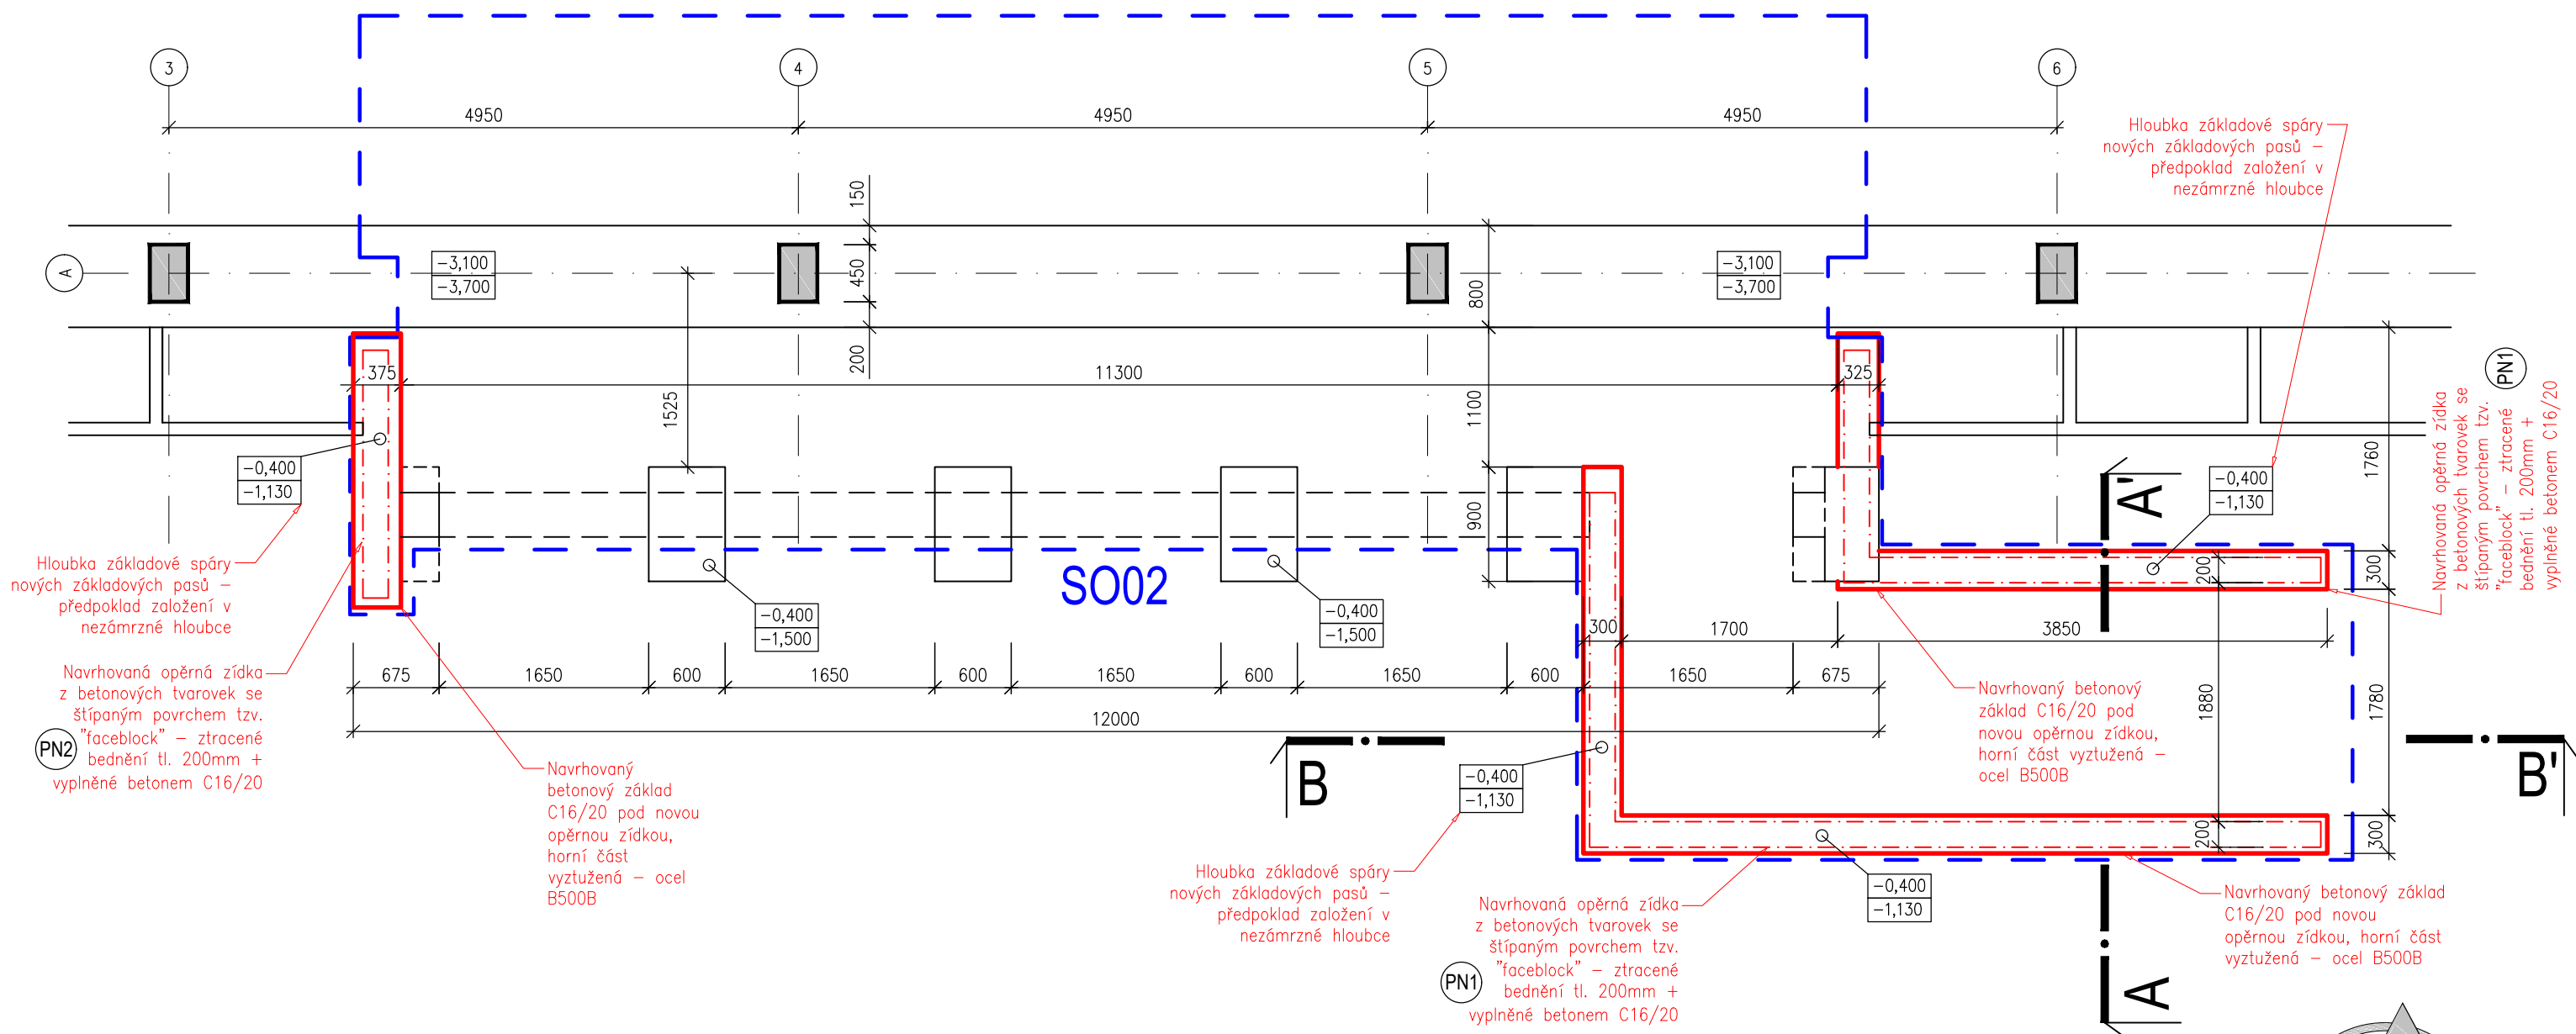 3
4
5
6
4950
4950
4950
Hloubka základové spáry
nových základových pasů –
předpoklad založení v
nezámrzné hloubce
A
-3,100
-3,700
150
450
200
800
-3,100
-3,700
375
11300
325
1525
1100
900
1760
PN1
Navrhovaná opěrná zídka
z betonových tvarovek se
štípaným povrchem tzv.
"faceblock" – ztracené
bednění tl. 200mm +
vyplněné betonem C16/20
-0,400
-1,130
A'
-0,400
-1,130
Hloubka základové spáry
nových základových pasů –
předpoklad založení v
nezámrzné hloubce
SO02
-0,400
-1,500
-0,400
-1,500
200
300
300
1700
3850
675
1650
600
1650
600
1650
600
1650
600
1650
675
12000
1880
1780
Navrhovaná opěrná zídka
z betonových tvarovek se
štípaným povrchem tzv.
"faceblock" – ztracené
bednění tl. 200mm +
vyplněné betonem C16/20
PN2
Navrhovaný betonový
základ C16/20 pod
novou opěrnou zídkou,
horní část vyztužená –
ocel B500B
B
B'
Navrhovaný
betonový základ
C16/20 pod novou
opěrnou zídkou,
horní část
vyztužená – ocel
B500B
-0,400
-1,130
200
300
Hloubka základové spáry
nových základových pasů –
předpoklad založení v
nezámrzné hloubce
-0,400
-1,130
Navrhovaná opěrná zídka
z betonových tvarovek se
štípaným povrchem tzv.
"faceblock" – ztracené
bednění tl. 200mm +
vyplněné betonem C16/20
PN1
Navrhovaný betonový základ
C16/20 pod novou
opěrnou zídkou, horní část
vyztužená – ocel B500B
A